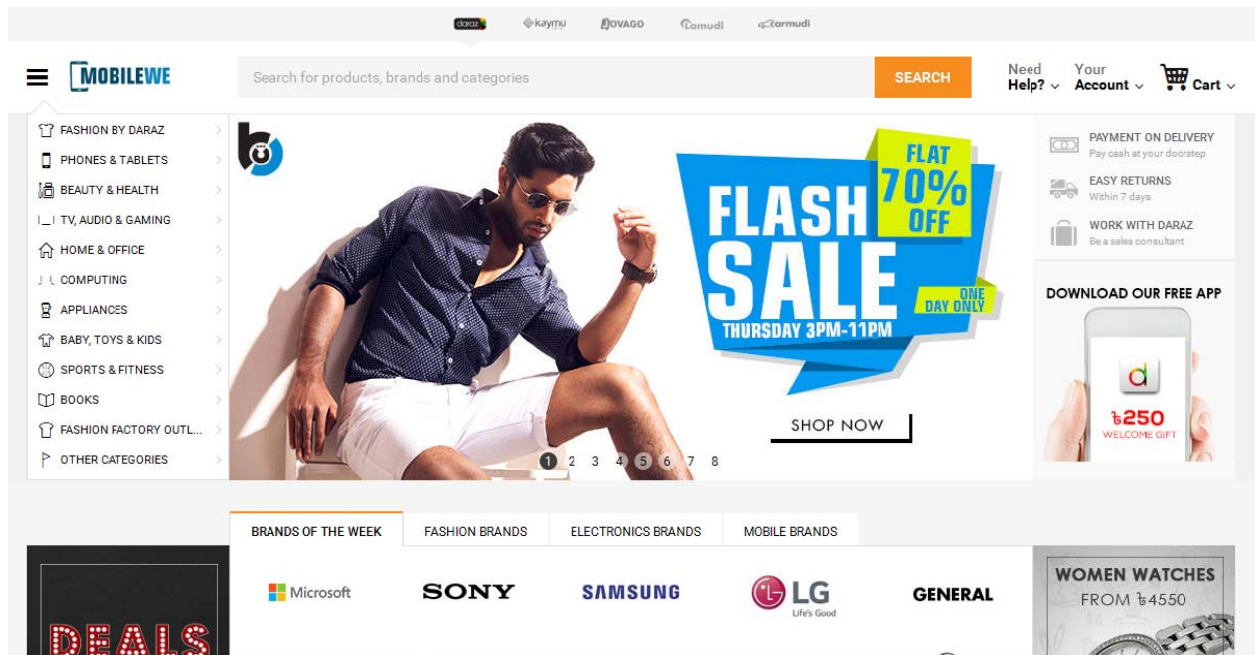 daraz
kaymu
JOVAGO
Lamudi
carmudi
MOBILEWE
Search for products, brands and categories
SEARCH
Need
Help?
Your
Account
Cart
FASHION BY DARAZ
PHONES & TABLETS
BEAUTY & HEALTH
TV, AUDIO & GAMING
HOME & OFFICE
COMPUTING
APPLIANCES
BABY, TOYS & KIDS
SPORTS & FITNESS
BOOKS
FASHION FACTORY OUTL...
OTHER CATEGORIES
FLAT
70%
OFF
FLASH
SALE
ONE
DAY ONLY
THURSDAY 3PM-11PM
SHOP NOW
1 2 3 4 5 6 7 8
PAYMENT ON DELIVERY
Pay cash at your doorstep
EASY RETURNS
Within 7 days
WORK WITH DARAZ
Be a sales consultant
DOWNLOAD OUR FREE APP
d
৳250
WELCOME GIFT
BRANDS OF THE WEEK
FASHION BRANDS
ELECTRONICS BRANDS
MOBILE BRANDS
DEALS
Microsoft
SONY
SAMSUNG
LG
Life's Good
GENERAL
WOMEN WATCHES
FROM ৳4550